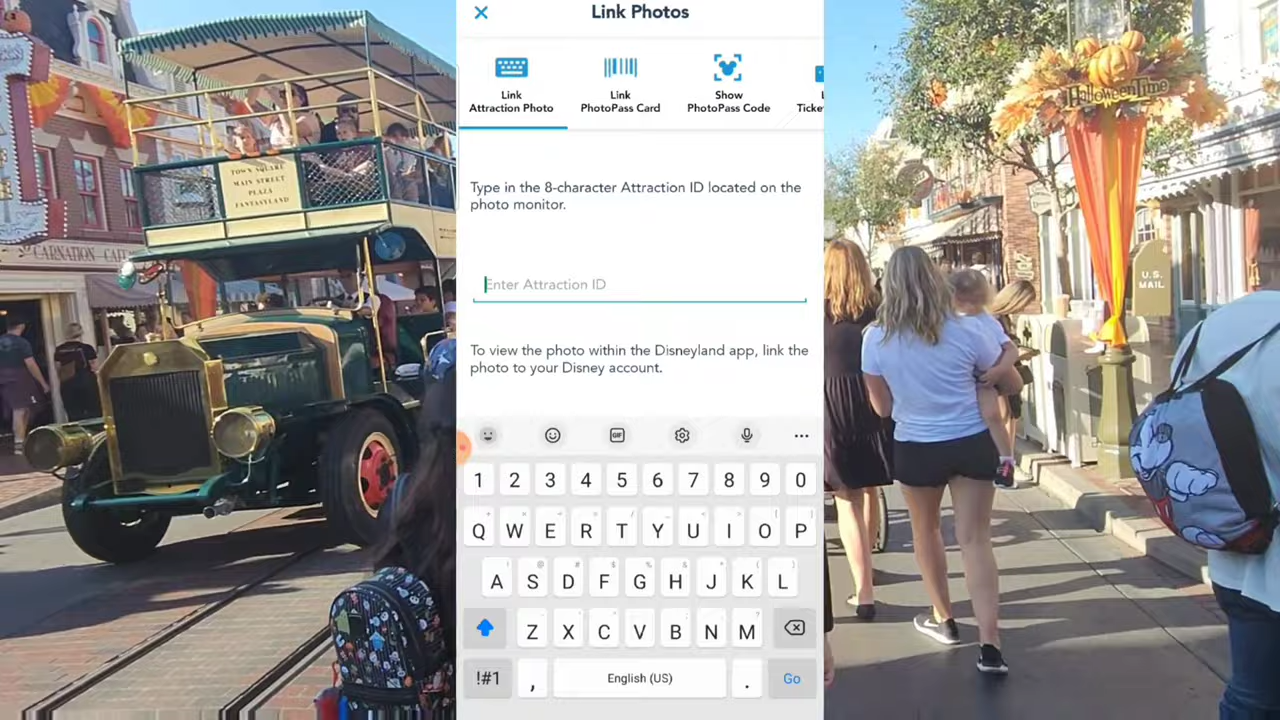 TOWN SQUARE
MAIN STREET
PLAZA
FANTASYLAND
CARNATION CAFE
Link Photos
Link
Attraction Photo
Link
PhotoPass Card
Show
PhotoPass Code
Type in the 8-character Attraction ID located on the
photo monitor.
Enter Attraction ID
To view the photo within the Disneyland app, link the
photo to your Disney account.
GIF
1 2 3 4 5 6 7 8 9 0
Q W E R T Y U I O P
A S D F G H J K L
Z X C V B N M
!#1 , English (US) . Go
HalloweenTime
U.S.
MAIL